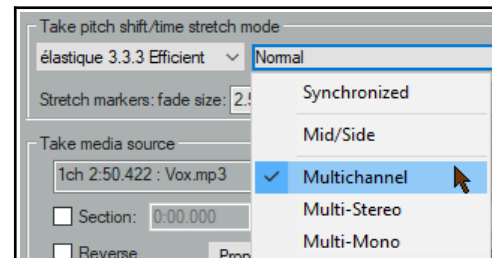 Take pitch shift/time stretch mode
élastique 3.3.3 Efficient
Normal
Stretch markers: fade size: 2.
Synchronized
Mid/Side
Take media source
1ch 2:50.422 : Vox.mp3
Multichannel
Section: 0:00.000
Multi-Stereo
Reverse
Multi-Mono